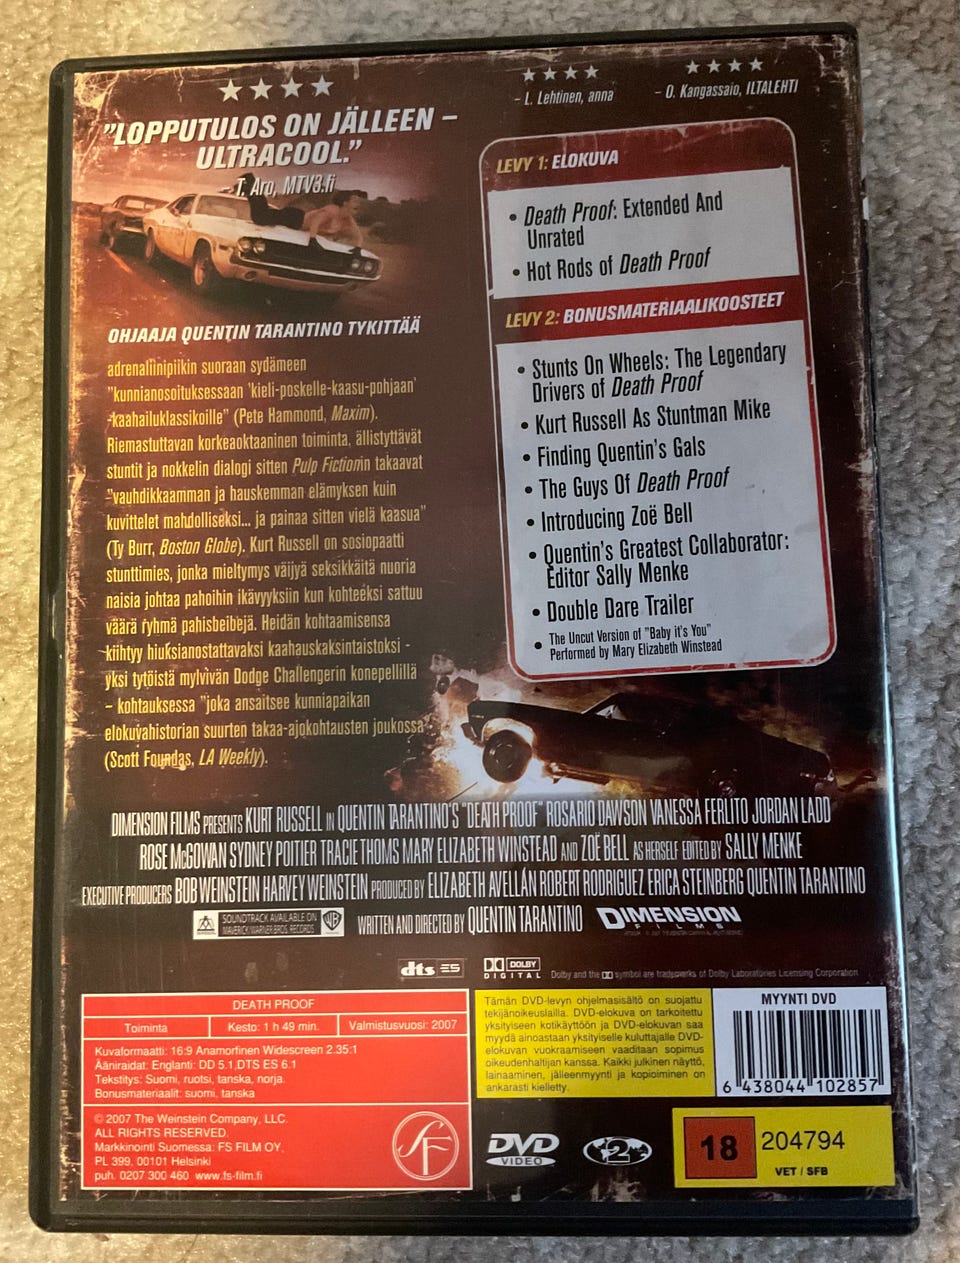 ★★★★
"LOPPUTULOS ON JÄLLEEN –
ULTRACOOL."
– T. Aro, MTV3.fi
★★★★
– L. Lehtinen, anna
★★★★
– O. Kangassalo, ILTALEHTI
OHJAAJA QUENTIN TARANTINO TYKITTÄÄ
adrenaliinipiikin suoraan sydämeen
"kunnianosoituksessaan 'kieli-poskelle-kaasu-pohjaan'
-kaahailuklassikoille" (Pete Hammond, Maxim).
Riemastuttavan korkeaoktaaninen toiminta, ällistyttävät
stuntit ja nokkelin dialogi sitten Pulp Fictionin takaavat
"vauhdikkaamman ja hauskemman elämyksen kuin
kuvittelet mahdolliseksi... ja painaa sitten vielä kaasua"
(Ty Burr, Boston Globe). Kurt Russell on sosiopaatti
stunttimies, jonka mieltymys väijyä seksikkäitä nuoria
naisia johtaa pahoihin ikävyyksiin kun kohteeksi sattuu
väärä ryhmä pahisbeibejä. Heidän kohtaamisensa
kiihtyy hiuksianostattavaksi kaahauskaksintaistoksi -
yksi tytöistä mylvivän Dodge Challengerin konepellillä
– kohtauksessa "joka ansaitsee kunniapaikan
elokuvahistorian suurten takaa-ajokohtausten joukossa"
(Scott Foundas, LA Weekly).
LEVY 1: ELOKUVA
• Death Proof: Extended And
Unrated
• Hot Rods of Death Proof
LEVY 2: BONUSMATERIAALIKOOSTEET
• Stunts On Wheels: The Legendary
Drivers of Death Proof
• Kurt Russell As Stuntman Mike
• Finding Quentin's Gals
• The Guys Of Death Proof
• Introducing Zoë Bell
• Quentin's Greatest Collaborator:
Editor Sally Menke
• Double Dare Trailer
• The Uncut Version of "Baby it's You"
Performed by Mary Elizabeth Winstead
DIMENSION FILMS PRESENTS KURT RUSSELL IN QUENTIN TARANTINO'S "DEATH PROOF" ROSARIO DAWSON VANESSA FERLITO JORDAN LADD
ROSE McGOWAN SYDNEY POITIER TRACIE THOMS MARY ELIZABETH WINSTEAD AND ZOË BELL AS HERSELF EDITED BY SALLY MENKE
EXECUTIVE PRODUCERS BOB WEINSTEIN HARVEY WEINSTEIN PRODUCED BY ELIZABETH AVELLÁN ROBERT RODRIGUEZ ERICA STEINBERG QUENTIN TARANTINO
SOUNDTRACK AVAILABLE ON
MAVERICK/WARNER BROS. RECORDS
WB
WRITTEN AND DIRECTED BY QUENTIN TARANTINO
DIMENSION
FILMS
dts ES
DOLBY
DIGITAL
Dolby and the DD symbol are trademarks of Dolby Laboratories Licensing Corporation
DEATH PROOF
Toiminta
Kesto: 1 h 49 min.
Valmistusvuosi: 2007
Kuvaformaatti: 16:9 Anamorfinen Widescreen 2.35:1
Ääniraidat: Englanti: DD 5.1,DTS ES 6.1
Tekstitys: Suomi, ruotsi, tanska, norja.
Bonusmateriaalit: suomi, tanska
© 2007 The Weinstein Company, LLC.
ALL RIGHTS RESERVED.
Markkinointi Suomessa: FS FILM OY,
PL 399, 00101 Helsinki
puh. 0207 300 460 www.fs-film.fi
SF
Tämän DVD-levyn ohjelmasisältö on suojattu
tekijänoikeuslailla. DVD-elokuva on tarkoitettu
yksityiseen kotikäyttöön ja DVD-elokuvan saa
myydä ainoastaan yksityiselle kuluttajalle DVD-
elokuvan vuokraamiseen vaaditaan sopimus
oikeudenhaltijan kanssa. Kaikki julkinen näyttö,
lainaaminen, jälleenmyynti ja kopioiminen on
ankarasti kielletty.
MYYNTI DVD
6 438044 102857
DVD
VIDEO
2
18
204794
VET / SFB